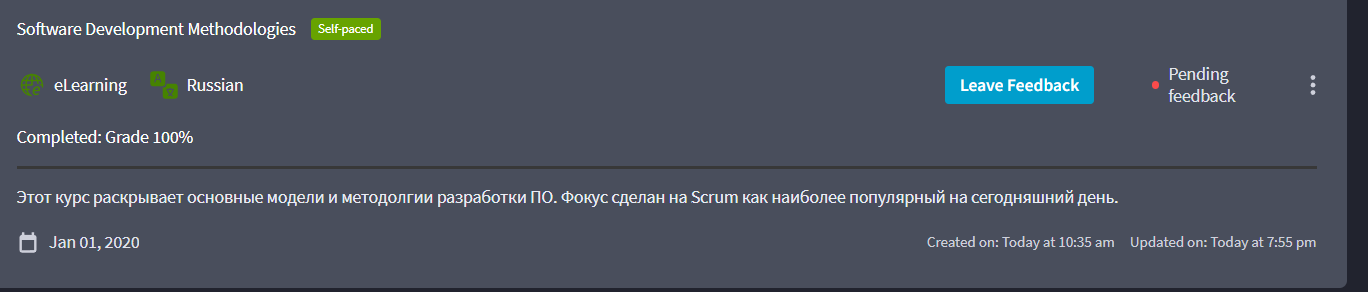 Software Development Methodologies Self-paced
eLearning Russian Leave Feedback Pending
feedback
Completed: Grade 100%
Этот курс раскрывает основные модели и методолгии разработки ПО. Фокус сделан на Scrum как наиболее популярный на сегодняшний день.
Jan 01, 2020 Created on: Today at 10:35 am Updated on: Today at 7:55 pm